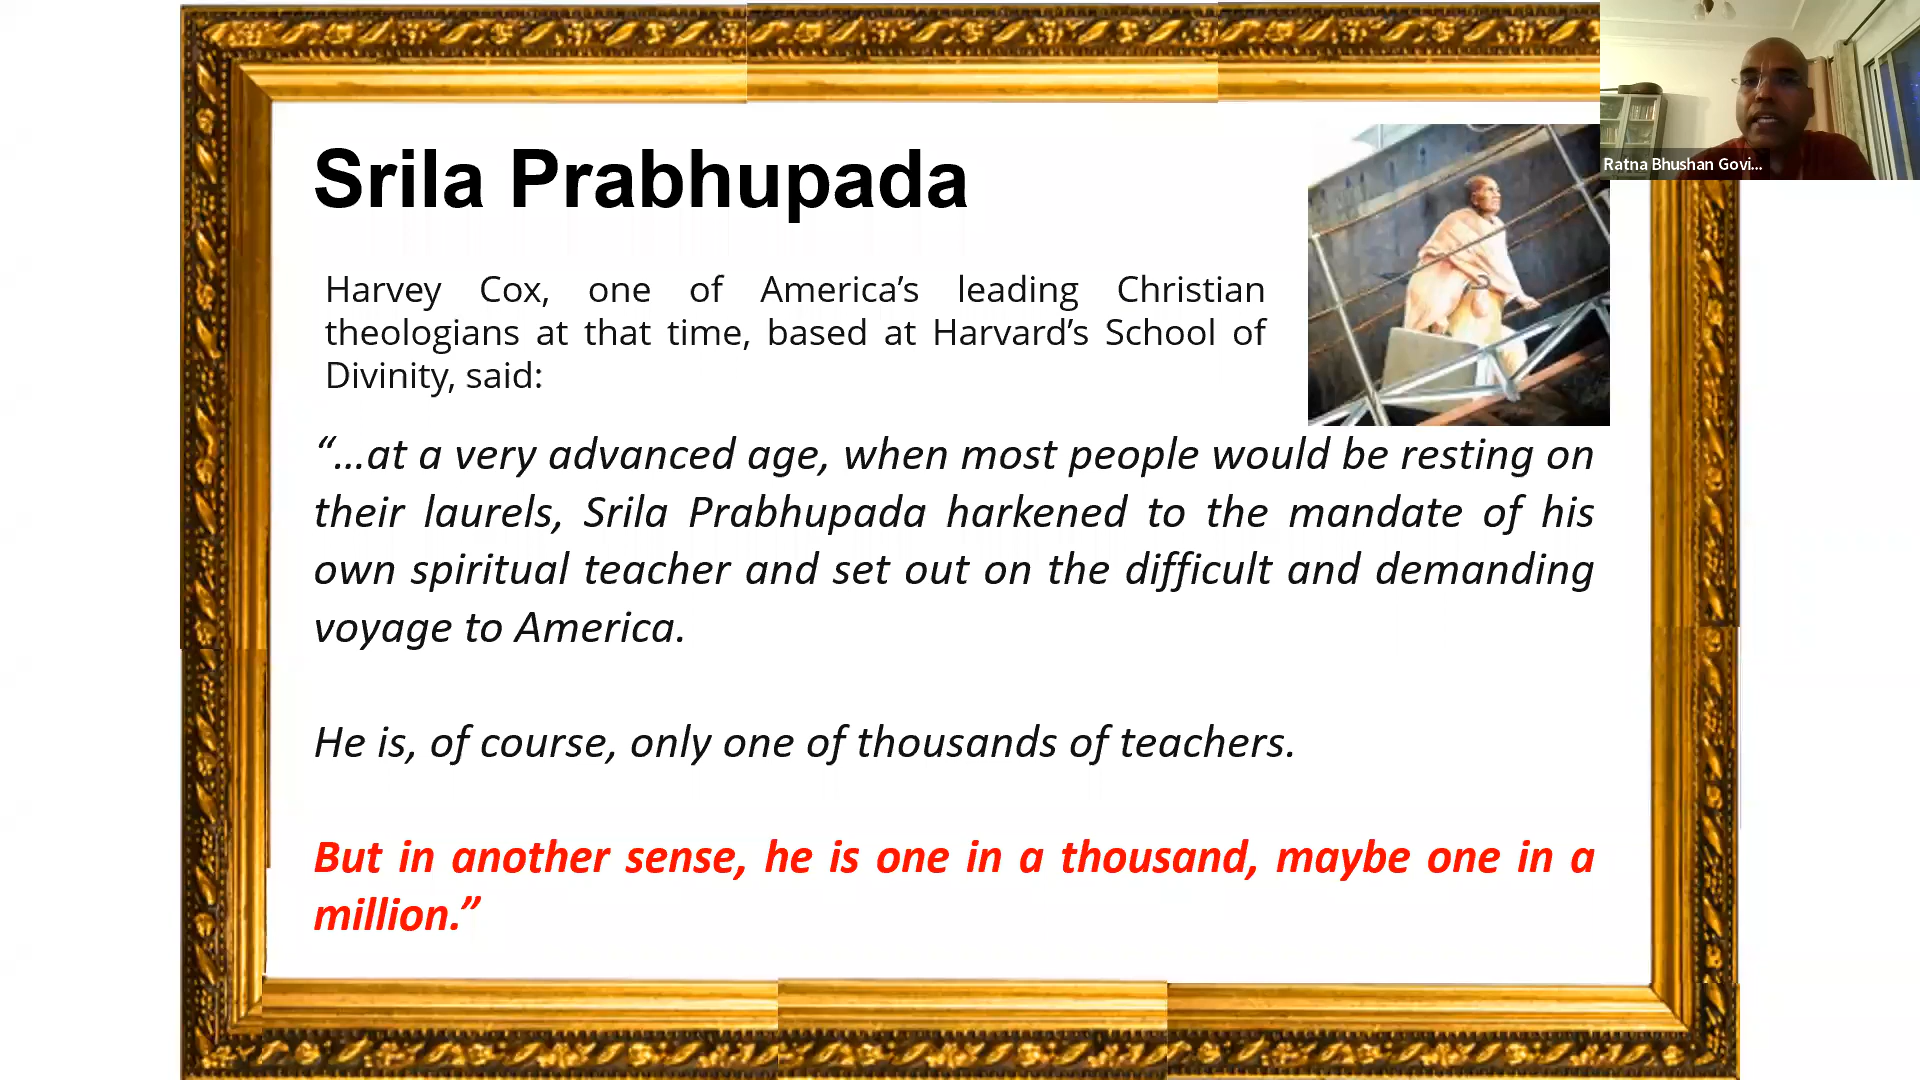 Srila Prabhupada
Ratna Bhushan Govi...
Harvey Cox, one of America’s leading Christian
theologians at that time, based at Harvard’s School of
Divinity, said:
“...at a very advanced age, when most people would be resting on
their laurels, Srila Prabhupada harkened to the mandate of his
own spiritual teacher and set out on the difficult and demanding
voyage to America.
He is, of course, only one of thousands of teachers.
But in another sense, he is one in a thousand, maybe one in a
million.”